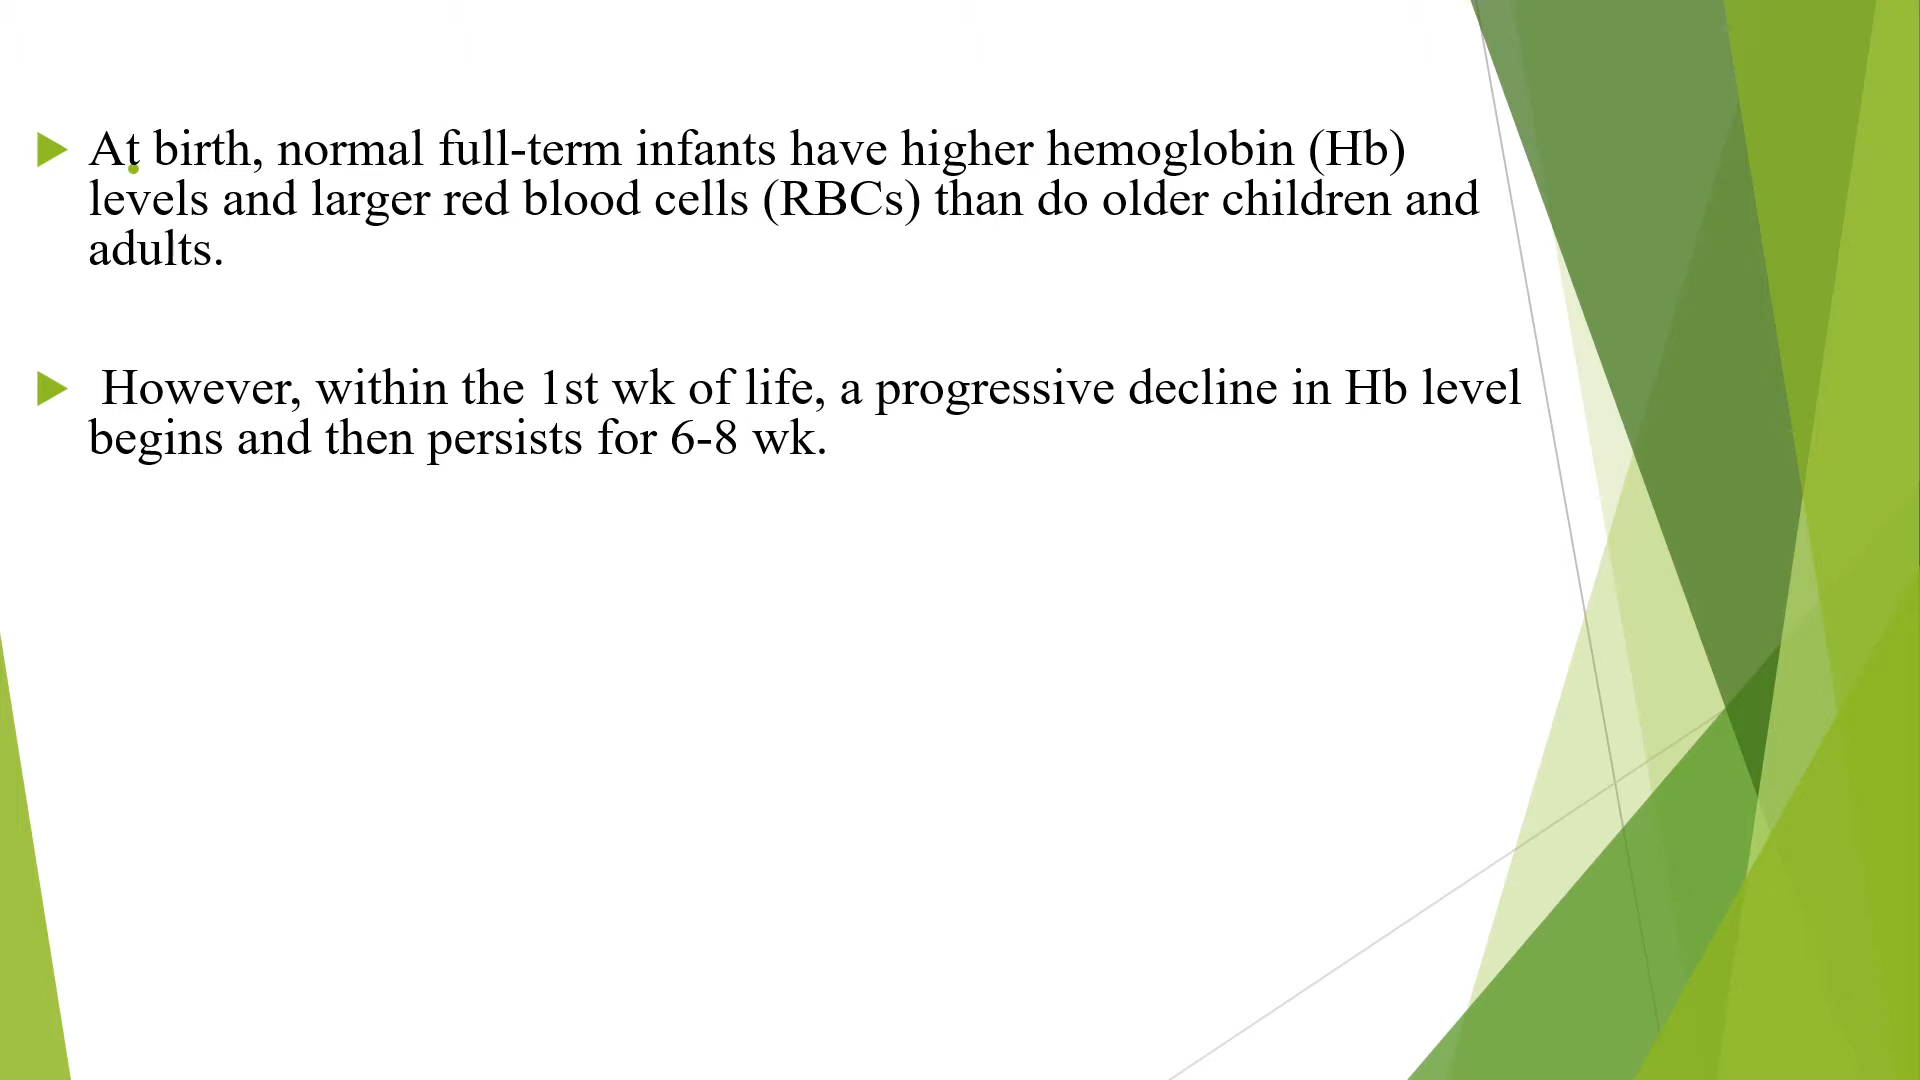 At birth, normal full-term infants have higher hemoglobin (Hb)
levels and larger red blood cells (RBCs) than do older children and
adults.
However, within the 1st wk of life, a progressive decline in Hb level
begins and then persists for 6-8 wk.